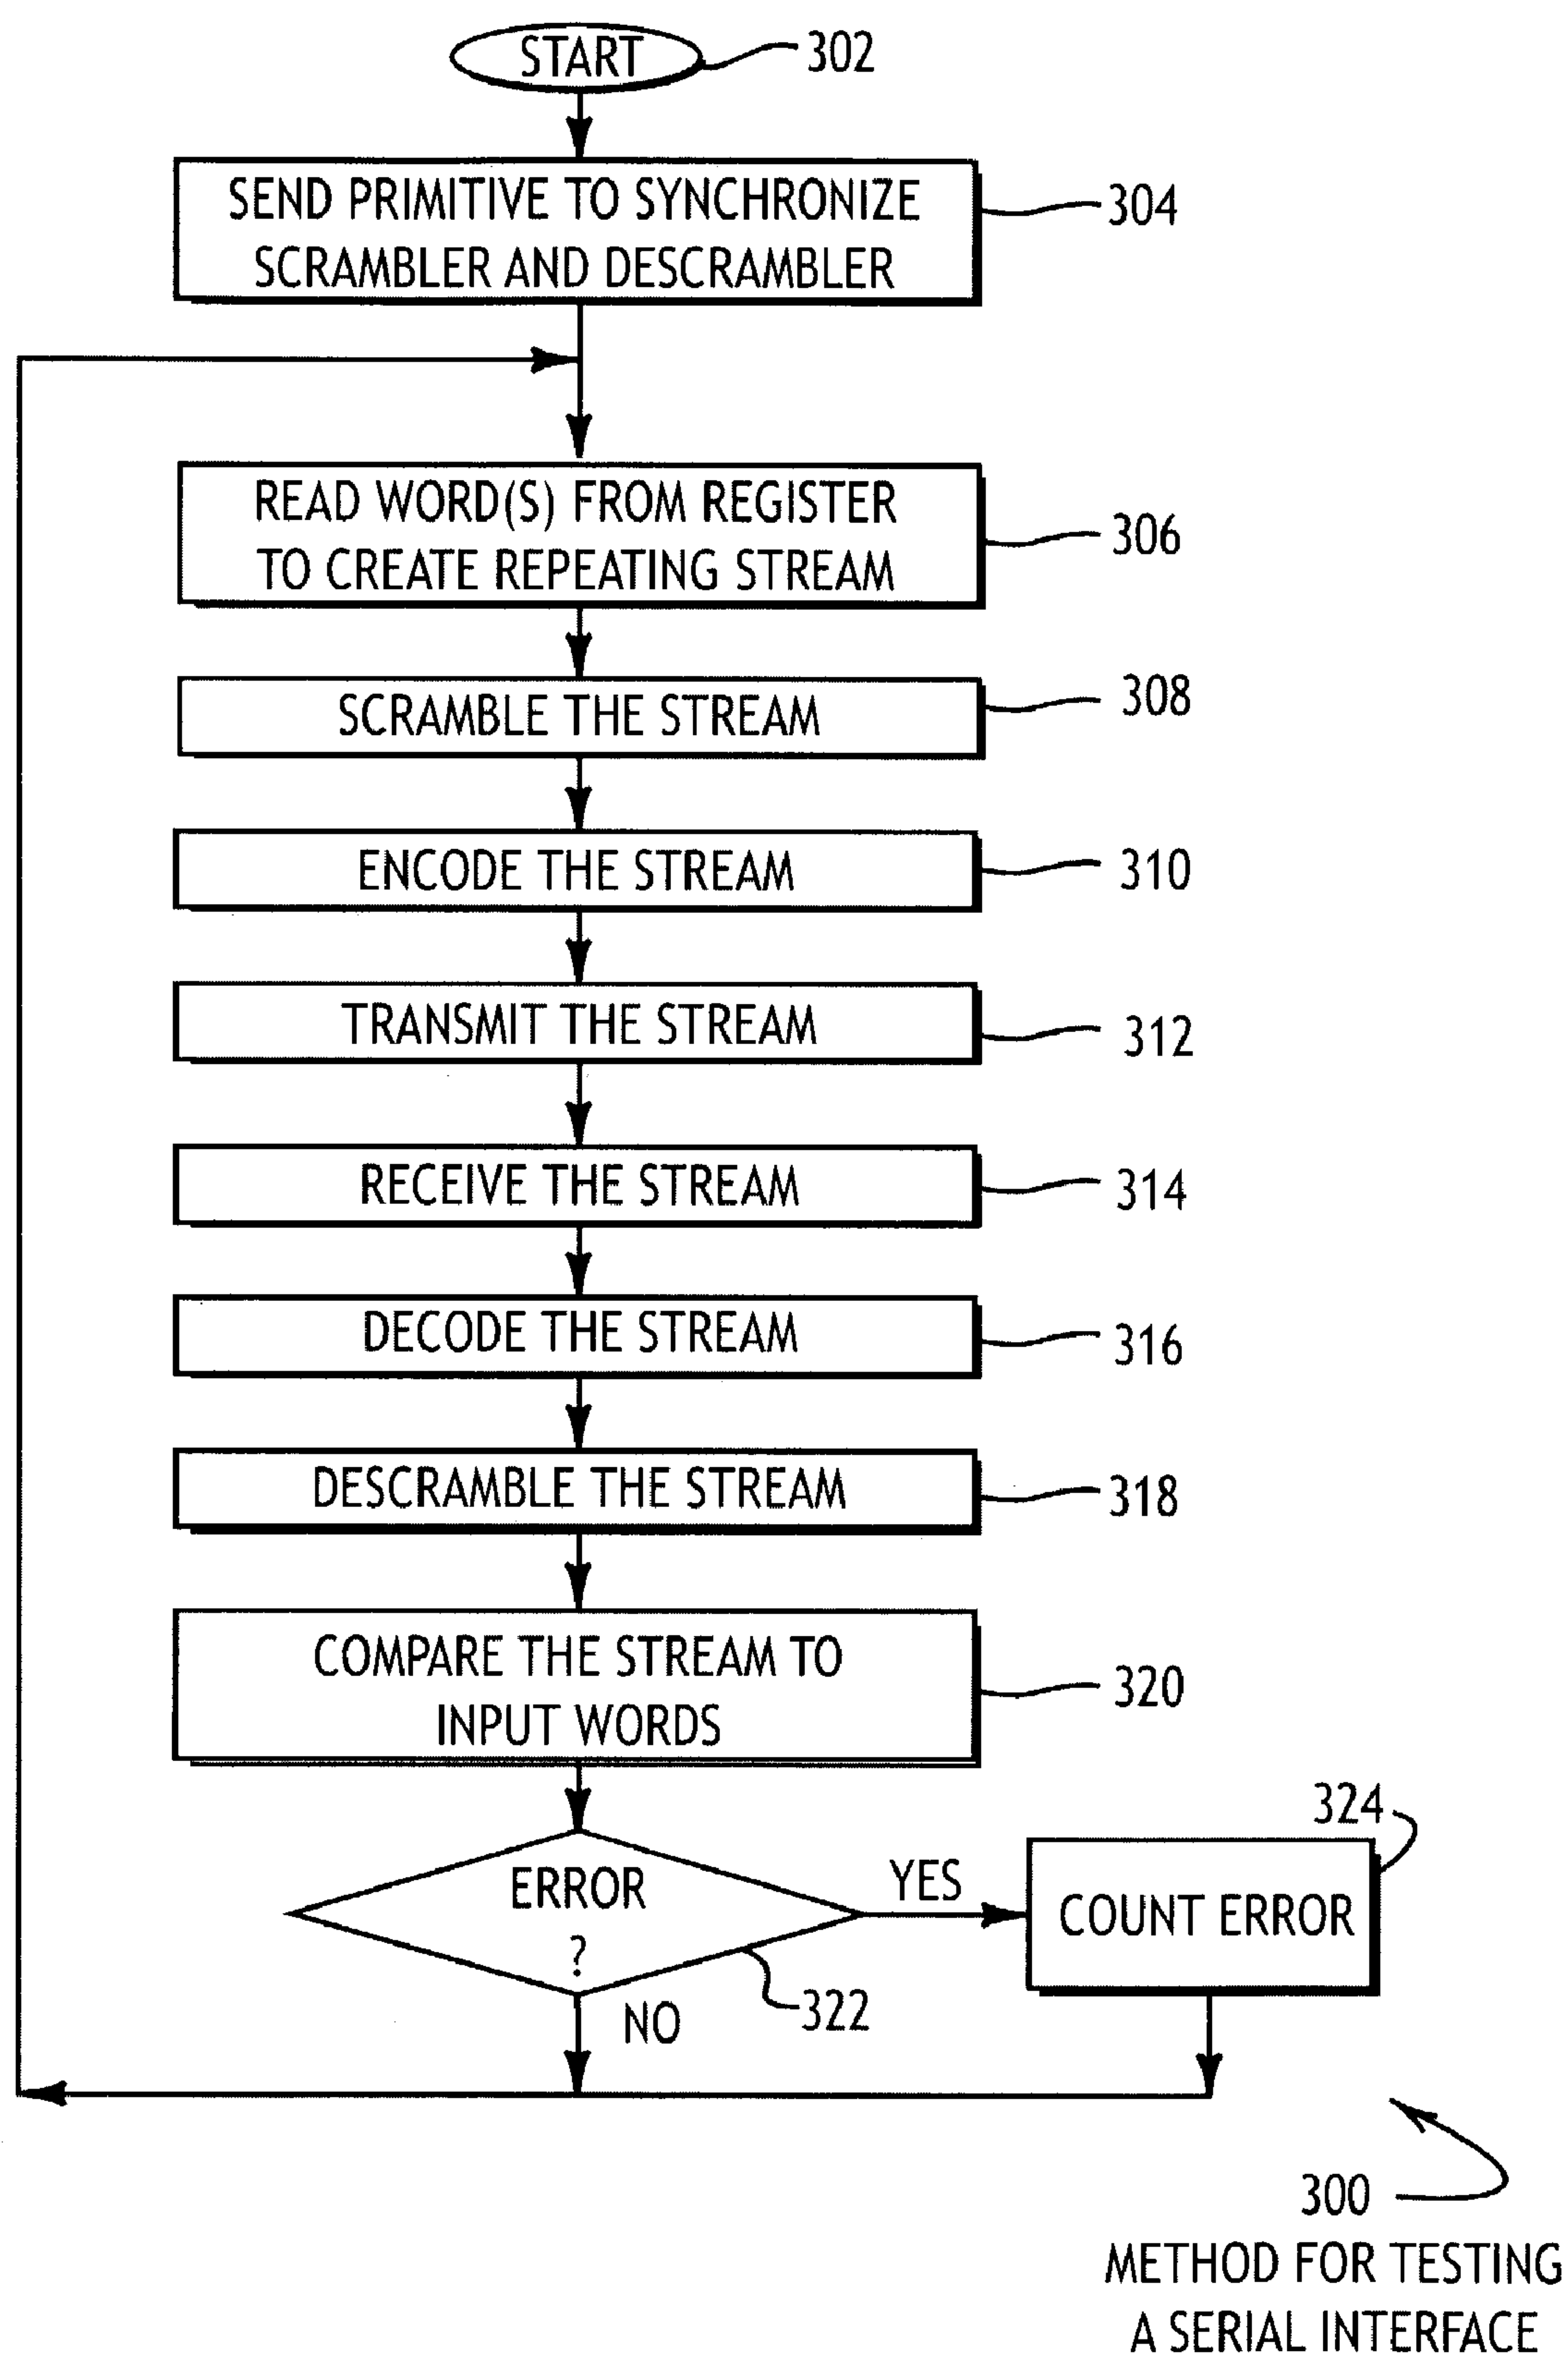 START
302
SEND PRIMITIVE TO SYNCHRONIZE
SCRAMBLER AND DESCRAMBLER
304
READ WORD(S) FROM REGISTER
TO CREATE REPEATING STREAM
306
SCRAMBLE THE STREAM
308
ENCODE THE STREAM
310
TRANSMIT THE STREAM
312
RECEIVE THE STREAM
314
DECODE THE STREAM
316
DESCRAMBLE THE STREAM
318
COMPARE THE STREAM TO
INPUT WORDS
320
ERROR
?
322
YES
NO
COUNT ERROR
324
300
METHOD FOR TESTING
A SERIAL INTERFACE